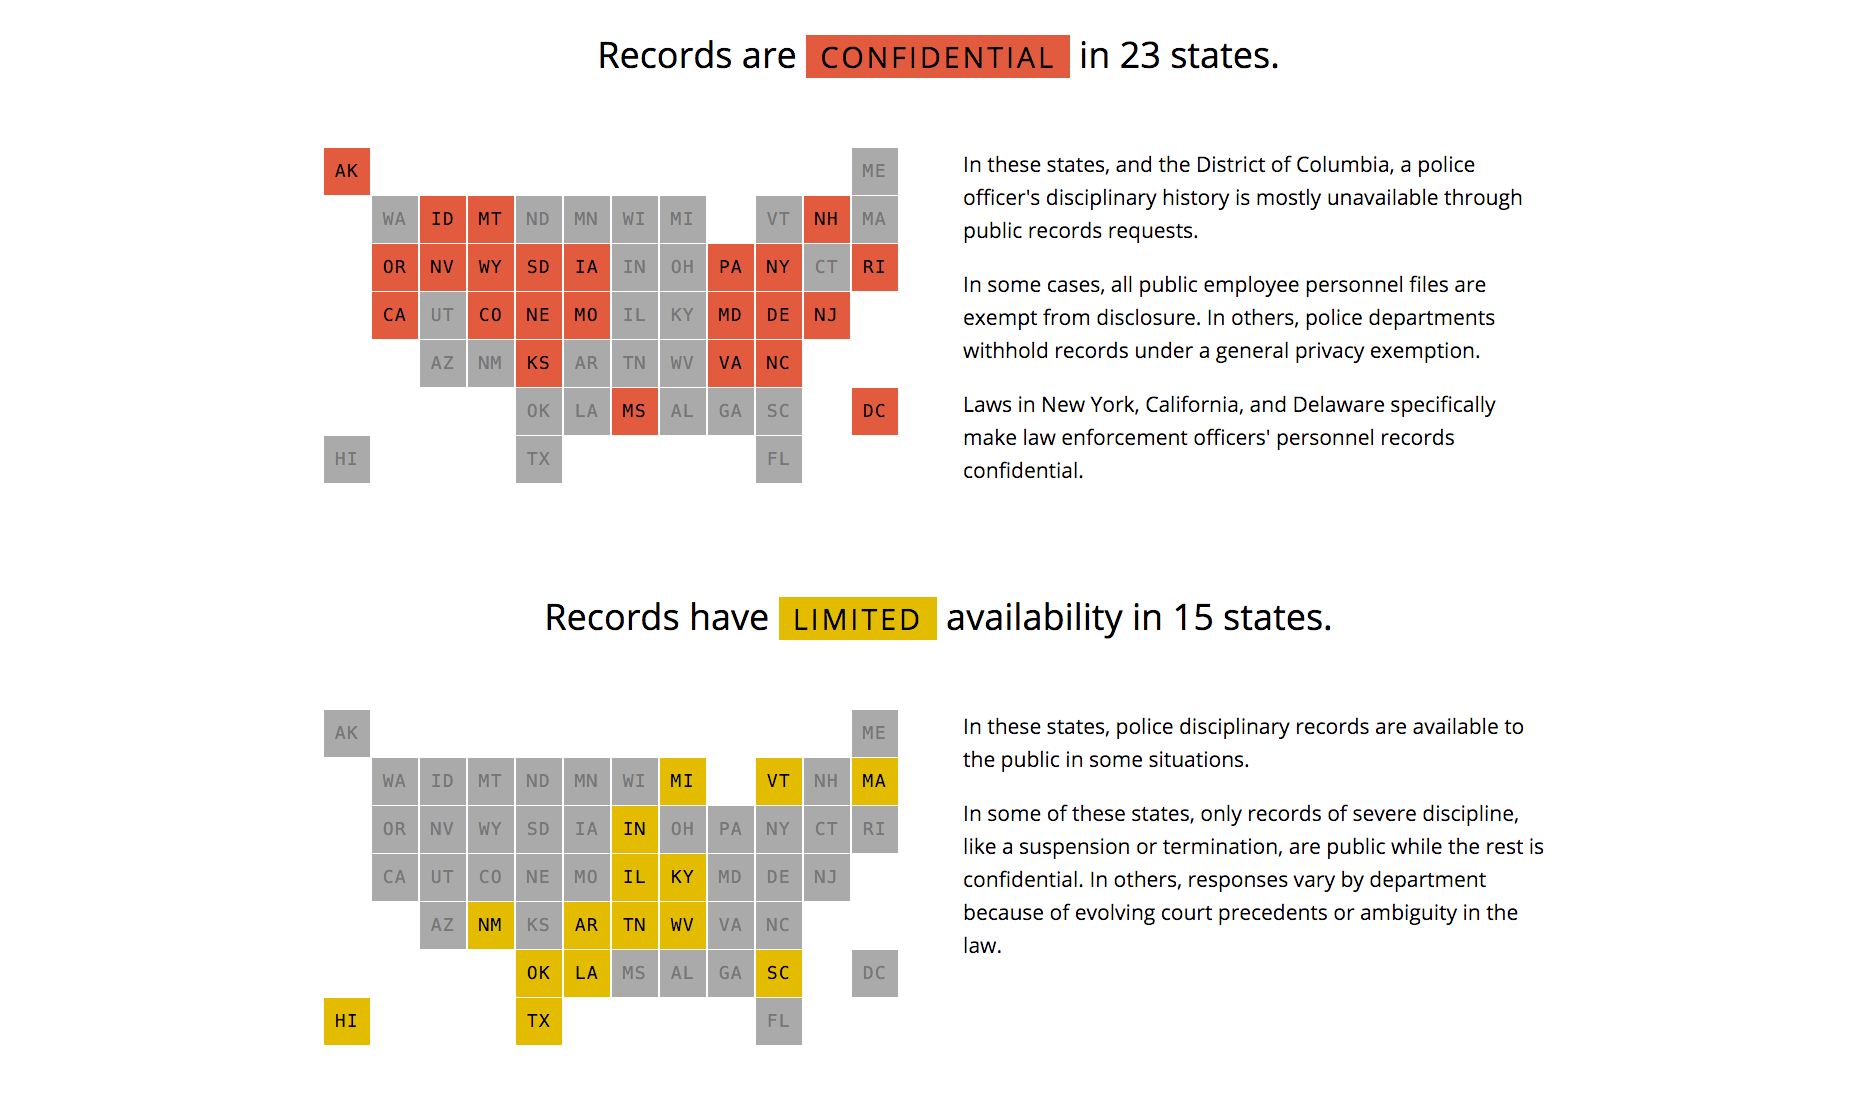 Records are CONFIDENTIAL in 23 states.
AK ME
WA ID MT ND MN WI MI VT NH MA
OR NV WY SD IA IN OH PA NY CT RI
CA UT CO NE MO IL KY MD DE NJ
AZ NM KS AR TN WV VA NC
OK LA MS AL GA SC DC
HI TX FL
In these states, and the District of Columbia, a police
officer's disciplinary history is mostly unavailable through
public records requests.
In some cases, all public employee personnel files are
exempt from disclosure. In others, police departments
withhold records under a general privacy exemption.
Laws in New York, California, and Delaware specifically
make law enforcement officers' personnel records
confidential.
Records have LIMITED availability in 15 states.
AK ME
WA ID MT ND MN WI MI VT NH MA
OR NV WY SD IA IN OH PA NY CT RI
CA UT CO NE MO IL KY MD DE NJ
AZ NM KS AR TN WV VA NC
OK LA MS AL GA SC DC
HI TX FL
In these states, police disciplinary records are available to
the public in some situations.
In some of these states, only records of severe discipline,
like a suspension or termination, are public while the rest is
confidential. In others, responses vary by department
because of evolving court precedents or ambiguity in the
law.